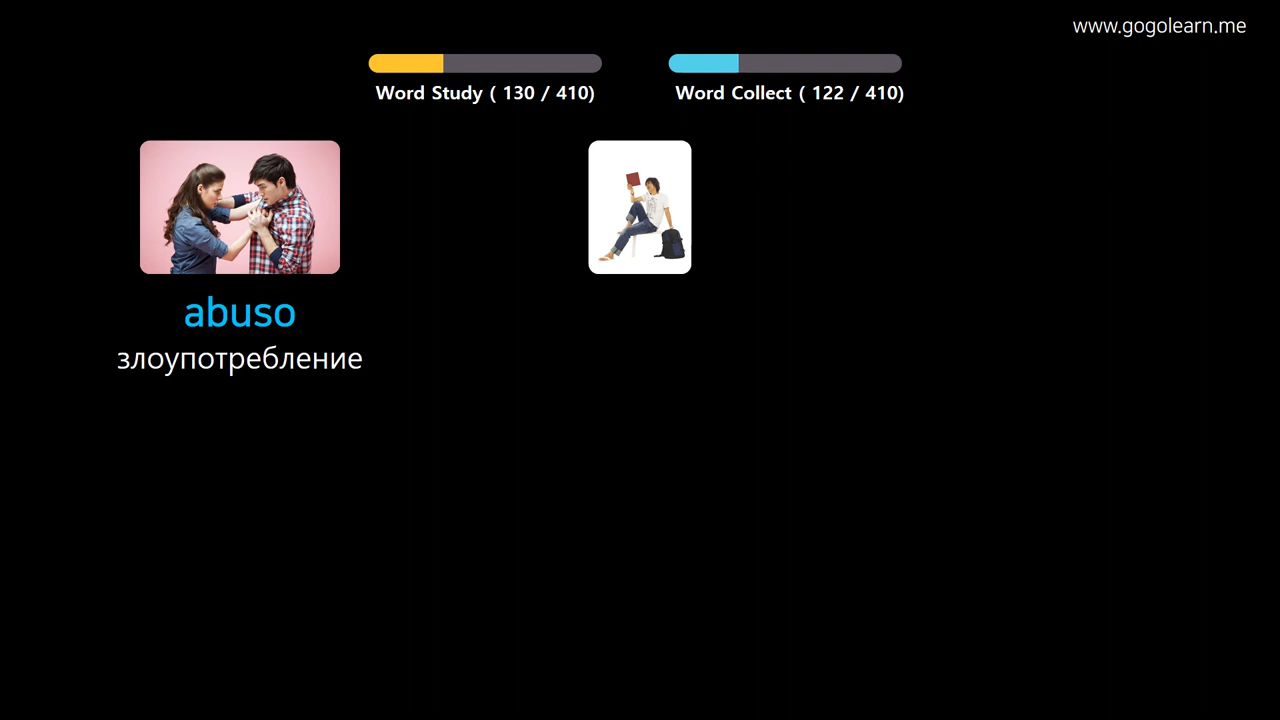 www.gogolearn.me
Word Study ( 130 / 410)
Word Collect ( 122 / 410)
abuso
злоупотребление